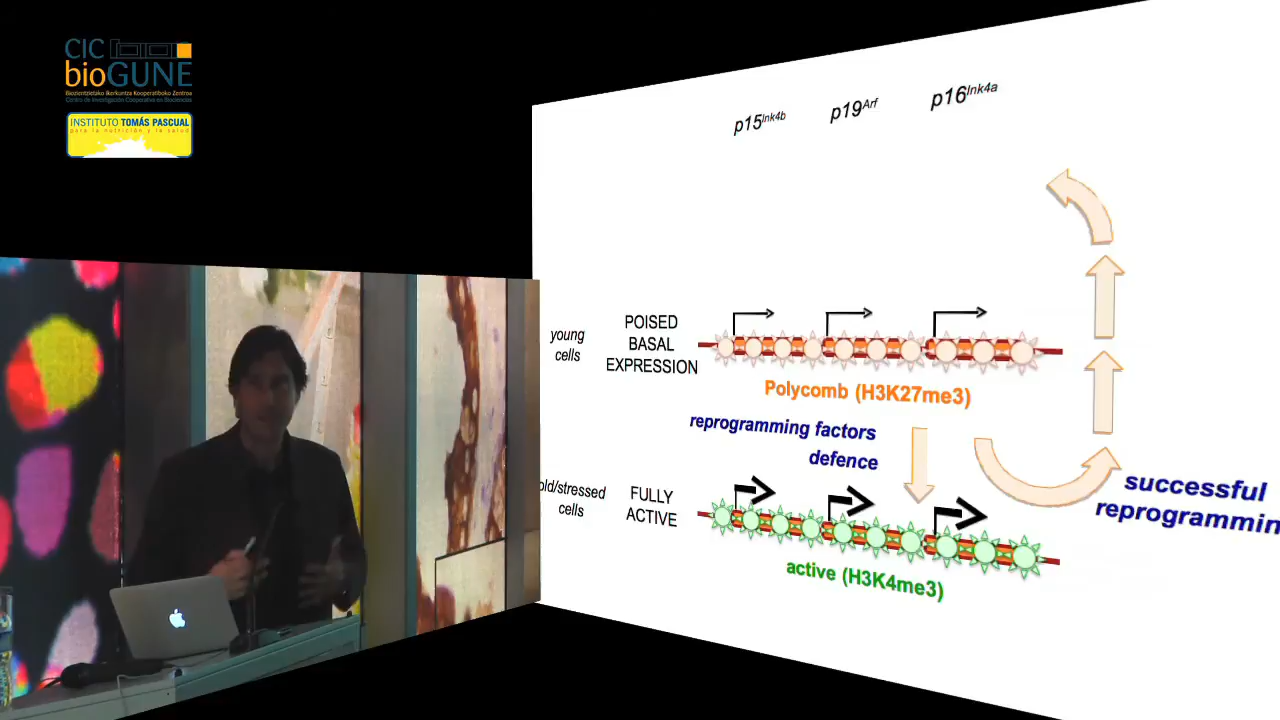 CIC
bioGUNE
Biozientzietako Ikerkuntza Kooperatiboko Zentroa
Centro de Investigación Cooperativa en Biociencias
INSTITUTO TOMÁS PASCUAL
para la nutrición y la salud
p15Ink4b
p19Arf
p16Ink4a
young
cells
POISED
BASAL
EXPRESSION
Polycomb (H3K27me3)
reprogramming factors
defence
old/stressed
cells
FULLY
ACTIVE
successful
reprogrammin
active (H3K4me3)